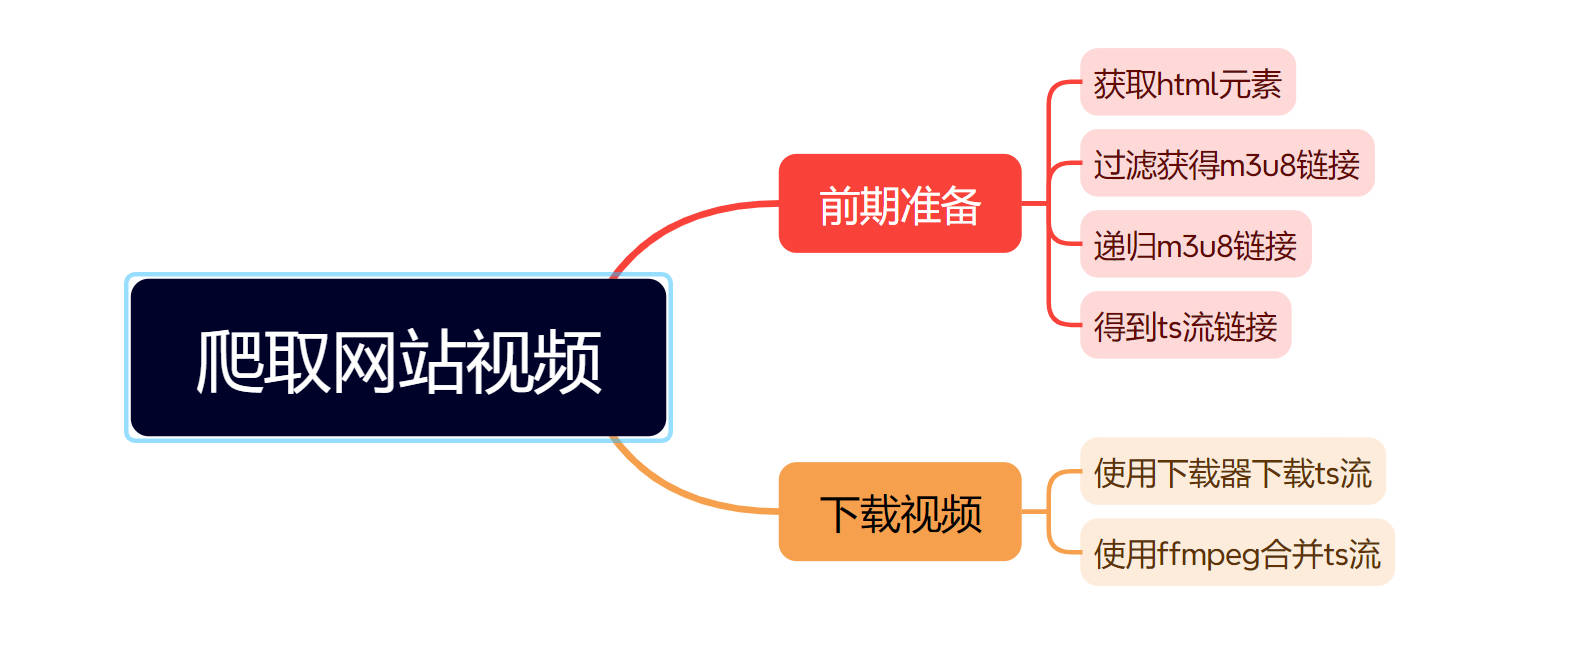 爬取网站视频
前期准备
获取html元素
过滤获得m3u8链接
递归m3u8链接
得到ts流链接
下载视频
使用下载器下载ts流
使用ffmpeg合并ts流